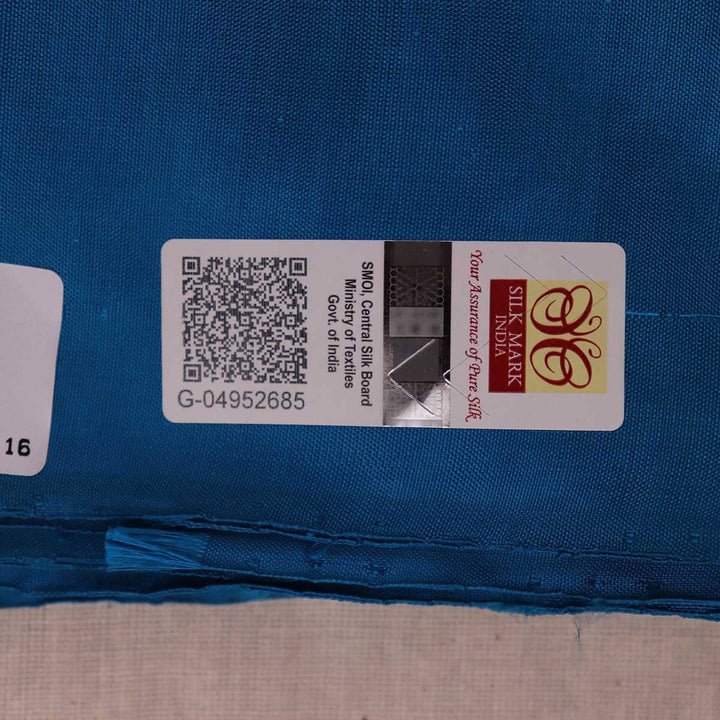 G-04952685
SMOI, Central Silk Board
Ministry of Textiles
Govt. of India
Your Assurance of Pure Silk
SILK MARK
INDIA
16